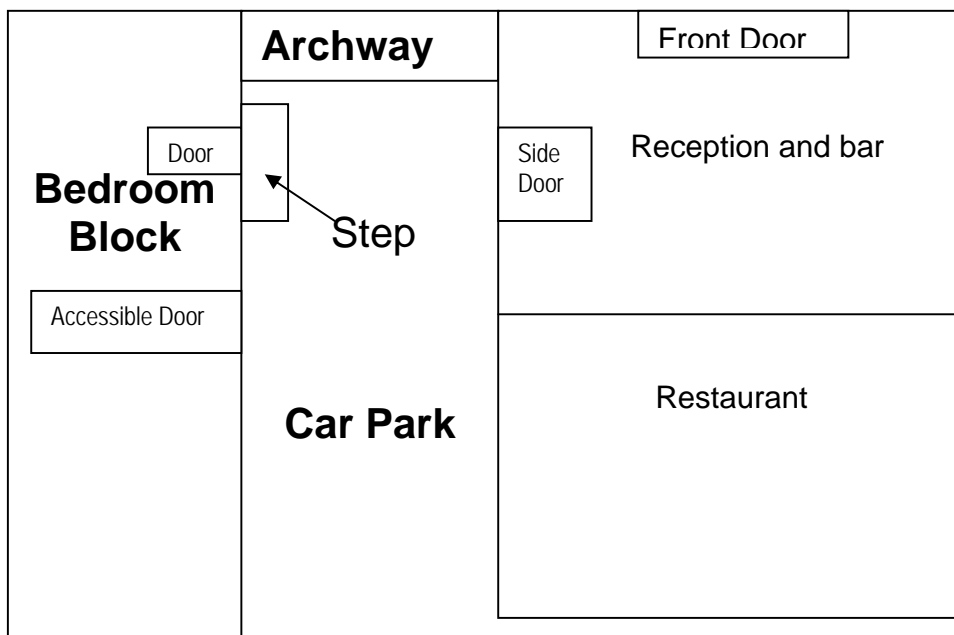 Archway
Front Door
Door
Side
Door
Reception and bar
Bedroom
Block
Step
Accessible Door
Car Park
Restaurant